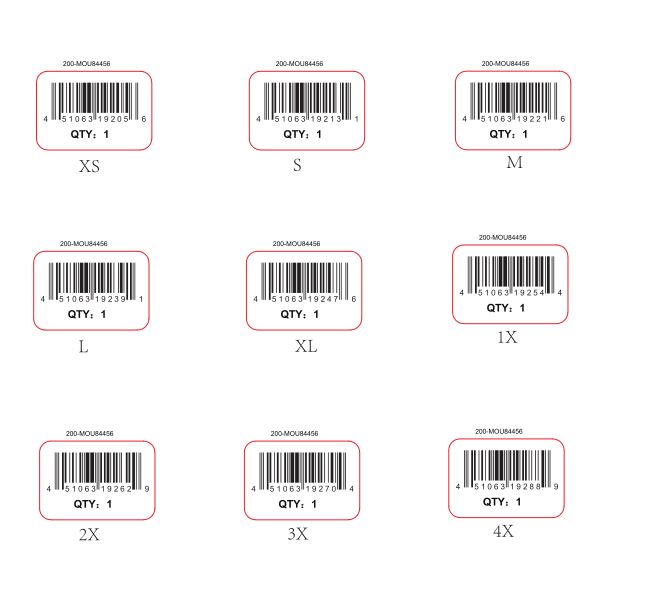 200-MOU84456
4 51063 19205 6
QTY: 1
XS
200-MOU84456
4 51063 19213 1
QTY: 1
S
200-MOU84456
4 51063 19221 6
QTY: 1
M
200-MOU84456
4 51063 19239 1
QTY: 1
L
200-MOU84456
4 51063 19247 6
QTY: 1
XL
200-MOU84456
4 51063 19254 4
QTY: 1
1X
200-MOU84456
4 51063 19262 9
QTY: 1
2X
200-MOU84456
4 51063 19270 4
QTY: 1
3X
200-MOU84456
4 51063 19288 9
QTY: 1
4X